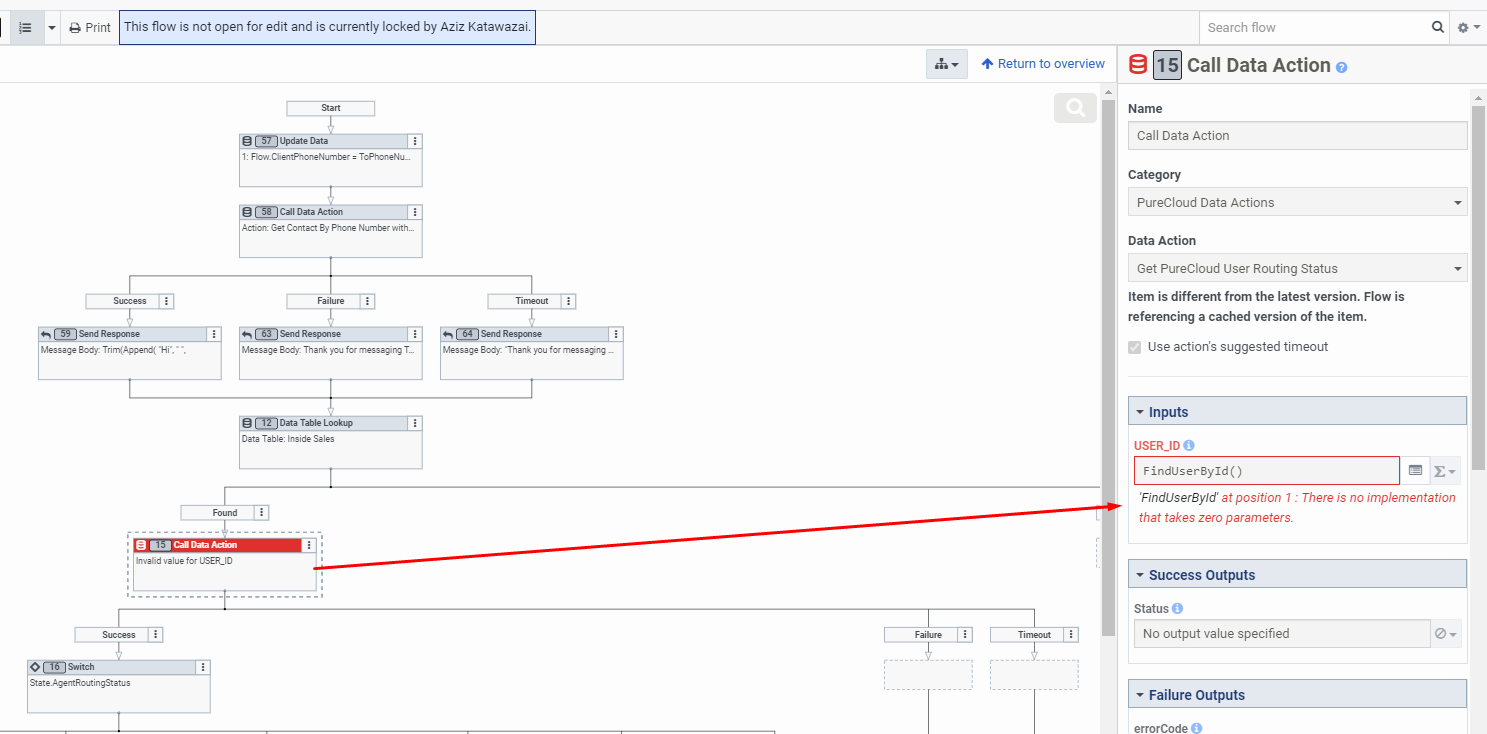 Print
This flow is not open for edit and is currently locked by Aziz Katawazai.
Search flow
Return to overview
15 Call Data Action
Start
57 Update Data
1: Flow.ClientPhoneNumber = ToPhoneNu...
58 Call Data Action
Action: Get Contact By Phone Number with...
Success
Failure
Timeout
59 Send Response
Message Body: Trim(Append( "Hi", " ",
63 Send Response
Message Body: Thank you for messaging T...
64 Send Response
Message Body: "Thank you for messaging ...
12 Data Table Lookup
Data Table: Inside Sales
Found
15 Call Data Action
Invalid value for USER_ID
Success
Failure
Timeout
16 Switch
State.AgentRoutingStatus
Name
Call Data Action
Category
PureCloud Data Actions
Data Action
Get PureCloud User Routing Status
Item is different from the latest version. Flow is
referencing a cached version of the item.
Use action's suggested timeout
Inputs
USER_ID
FindUserById()
'FindUserById' at position 1 : There is no implementation
that takes zero parameters.
Success Outputs
Status
No output value specified
Failure Outputs
errorCode